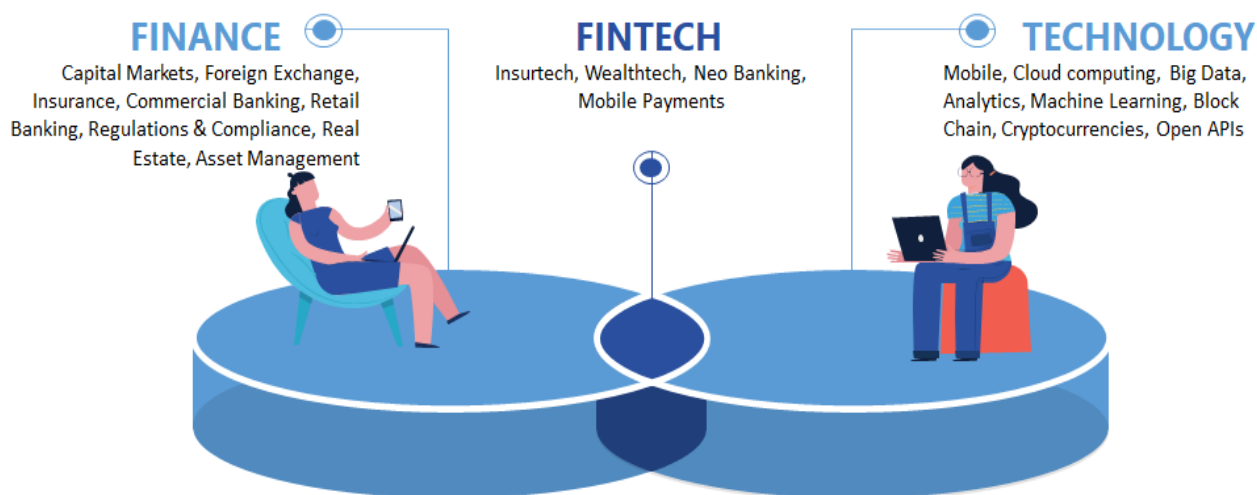 FINANCE
Capital Markets, Foreign Exchange,
Insurance, Commercial Banking, Retail
Banking, Regulations & Compliance, Real
Estate, Asset Management
FINTECH
Insurtech, Wealthtech, Neo Banking,
Mobile Payments
TECHNOLOGY
Mobile, Cloud computing, Big Data,
Analytics, Machine Learning, Block
Chain, Cryptocurrencies, Open APIs